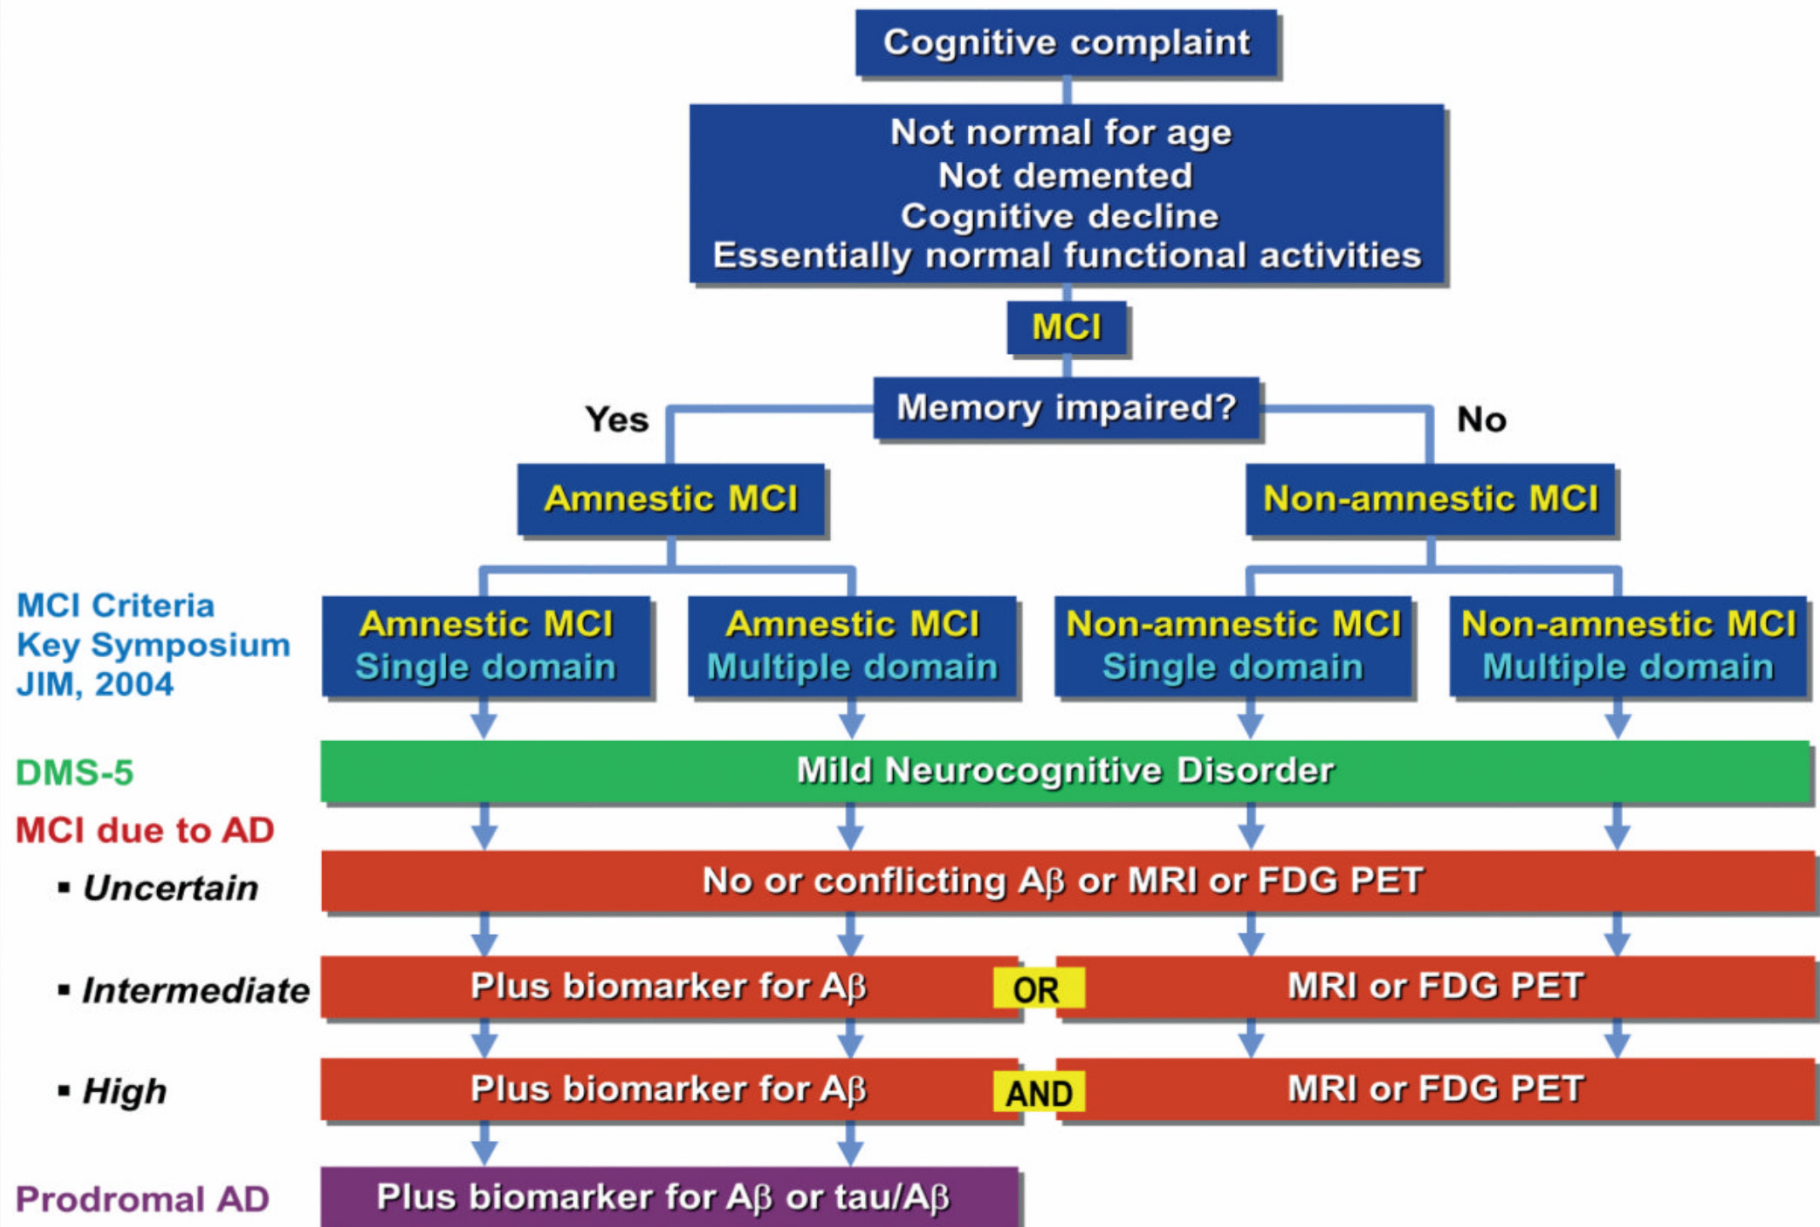 Cognitive complaint
Not normal for age
Not demented
Cognitive decline
Essentially normal functional activities
MCI
Memory impaired?
Yes
No
Amnestic MCI
Non-amnestic MCI
MCI Criteria
Key Symposium
JIM, 2004
Amnestic MCI
Single domain
Amnestic MCI
Multiple domain
Non-amnestic MCI
Single domain
Non-amnestic MCI
Multiple domain
DMS-5
Mild Neurocognitive Disorder
MCI due to AD
▪ Uncertain
No or conflicting Aβ or MRI or FDG PET
▪ Intermediate
Plus biomarker for Aβ
OR
MRI or FDG PET
▪ High
Plus biomarker for Aβ
AND
MRI or FDG PET
Prodromal AD
Plus biomarker for Aβ or tau/Aβ